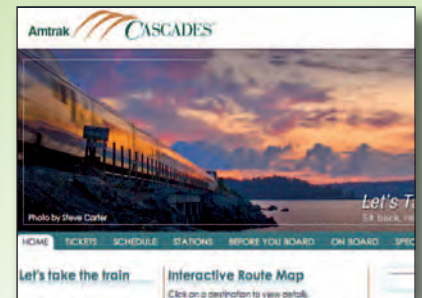 Amtrak CASCADES
Let's T
Photo by Steve Carter
Sit back, re
HOME TICKETS SCHEDULE STATIONS BEFORE YOU BOARD ON BOARD SPEC
Let's take the train
Interactive Route Map
Click on a destination to view details.